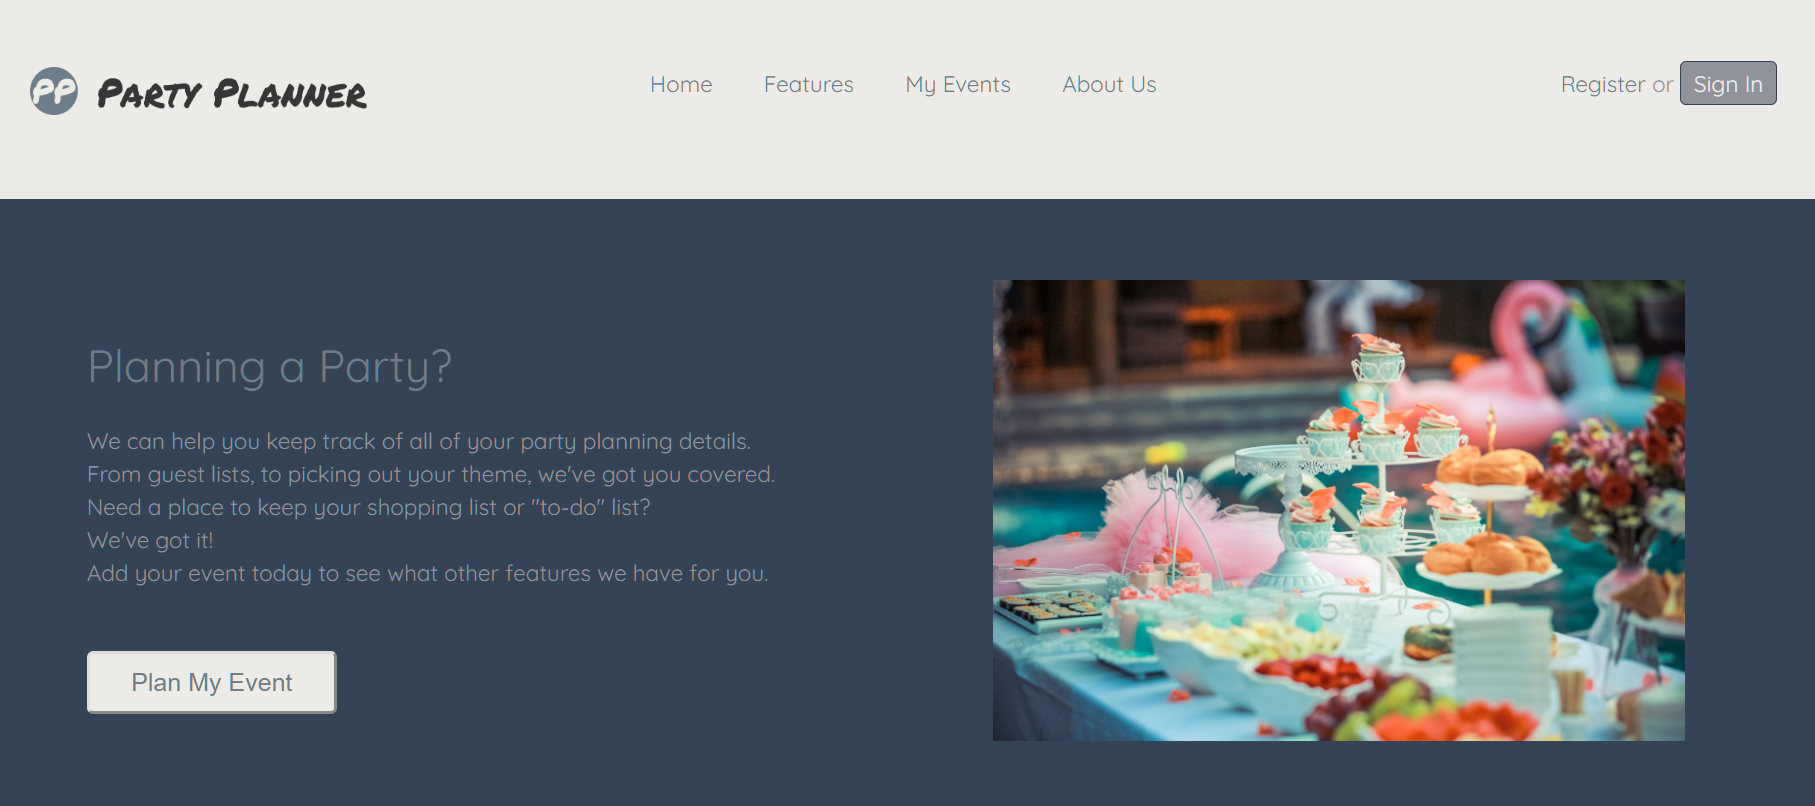 PP Party Planner
Home Features My Events About Us
Register or Sign In
Planning a Party?
We can help you keep track of all of your party planning details.
From guest lists, to picking out your theme, we've got you covered.
Need a place to keep your shopping list or "to-do" list?
We've got it!
Add your event today to see what other features we have for you.
Plan My Event